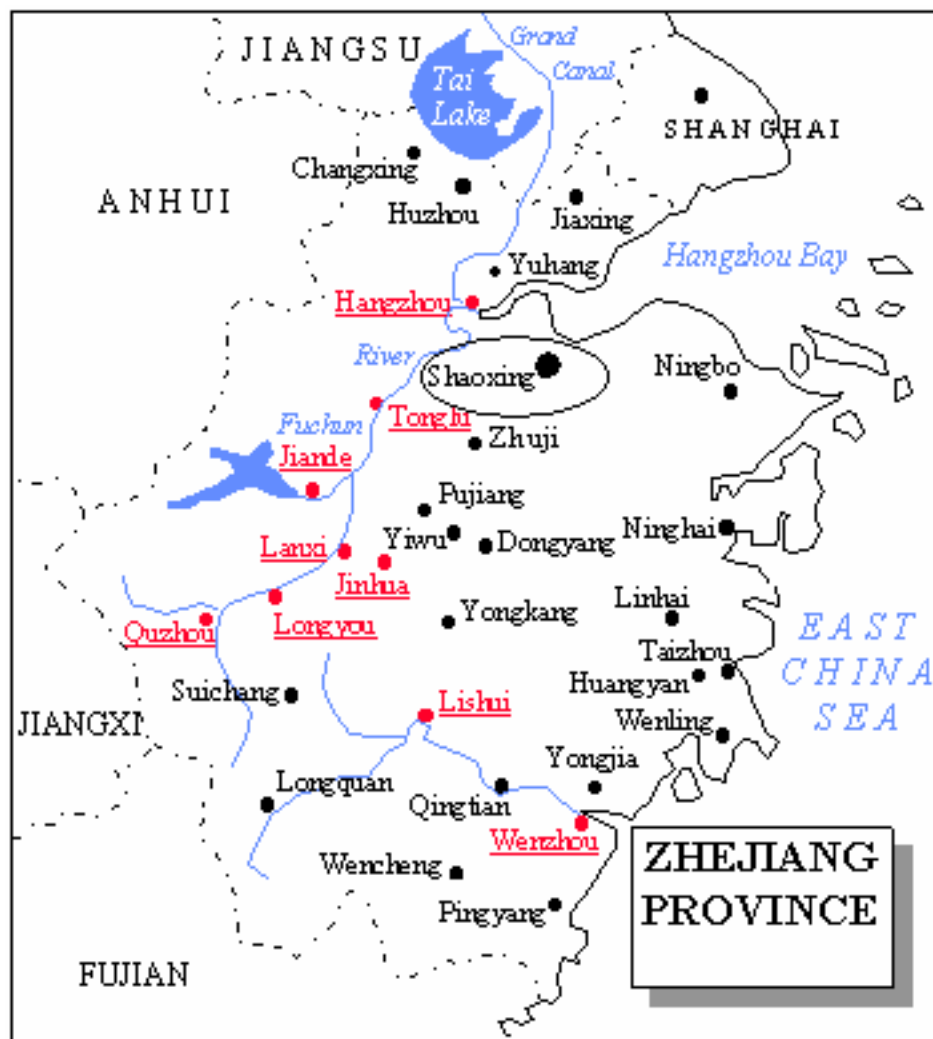 JIANGSU
Grand
Canal
Tai
Lake
SHANGHAI
Changxing
ANHUI
Huzhou
Jiaxing
Hangzhou Bay
Yuhang
Hangzhou
River
Shaoxing
Ningbo
Fuchun
Tonglu
Zhuji
Jiande
Pujiang
Ninghai
Lanxi
Yiwu
Dongyang
Jinhua
Linhai
Quzhou
Longyou
Yongkang
EAST
CHINA
SEA
Taizhou
Suichang
Huangyan
Lishui
JIANGXI
Wenling
Longquan
Yongjia
Qingtian
Wenzhou
Wencheng
Pingyang
ZHEJIANG
PROVINCE
FUJIAN